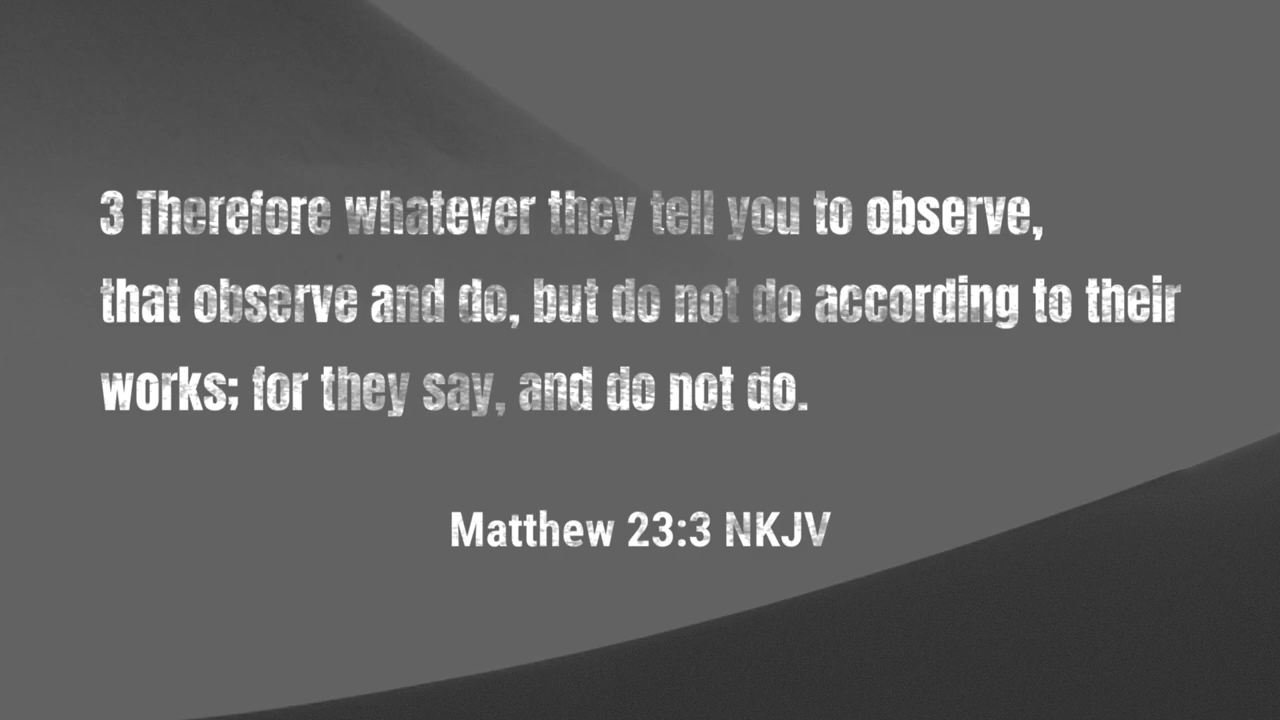 3 Therefore whatever they tell you to observe,
that observe and do, but do not do according to their
works; for they say, and do not do.
Matthew 23:3 NKJV